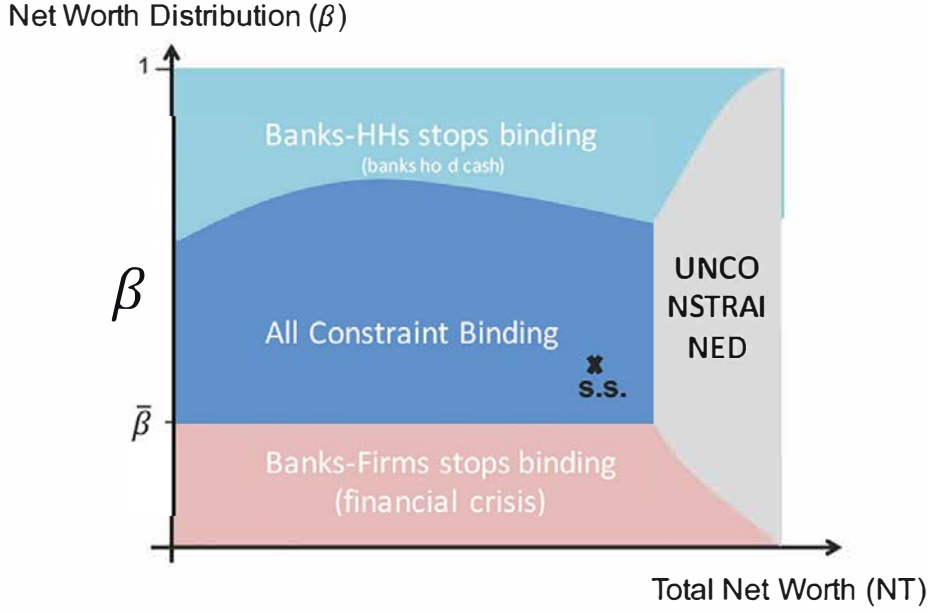 Net Worth Distribution (β)
1
Banks-HHs stops binding
(banks ho d cash)
β
UNCO
NSTRAI
NED
All Constraint Binding
s.s.
β̄
Banks-Firms stops binding
(financial crisis)
Total Net Worth (NT)